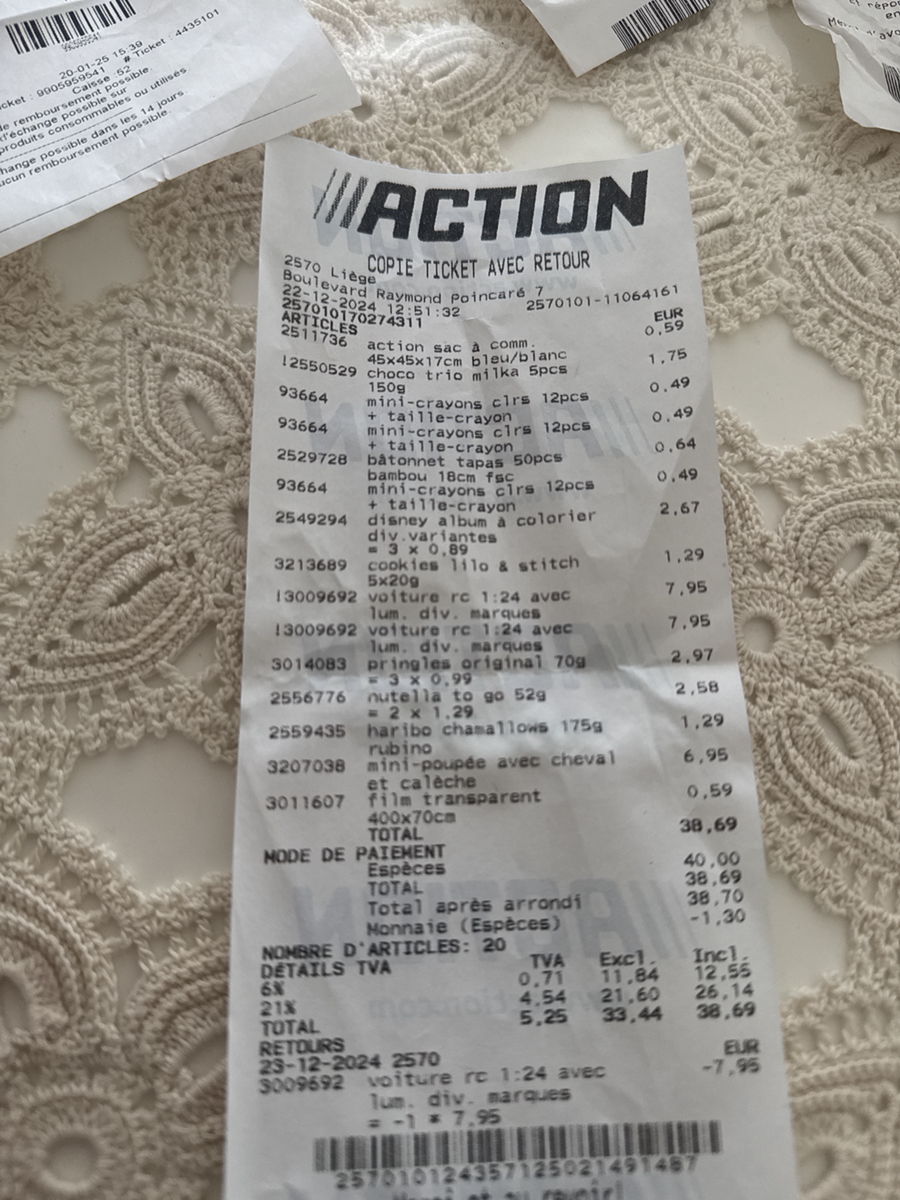 20-01-25 15:39
# Ticket : 4435101
cket : 9905959541
Caisse :52
de remboursement possible.
d'échange possible sur
produits consommables ou utilisés
hange possible dans les 14 jours
ucun remboursement possible.
ACTION
COPIE TICKET AVEC RETOUR
2570 Liège
Boulevard Raymond Poincaré 7
22-12-2024 12:51:32 2570101-11064161
257010170274311
ARTICLES EUR
2511736 action sac à comm. 0,59
45x45x17cm bleu/blanc
!2550529 choco trio milka 5pcs 1,75
150g
93664 mini-crayons clrs 12pcs 0,49
+ taille-crayon
93664 mini-crayons clrs 12pcs 0,49
+ taille-crayon
2529728 bâtonnet tapas 50pcs 0,64
bambou 18cm fsc
93664 mini-crayons clrs 12pcs 0,49
+ taille-crayon
2549294 disney album à colorier 2,67
div.variantes
= 3 x 0,89
3213689 cookies lilo & stitch 1,29
5x20g
!3009692 voiture rc 1:24 avec 7,95
lum. div. marques
!3009692 voiture rc 1:24 avec 7,95
lum. div. marques
3014083 pringles original 70g 2,97
= 3 x 0,99
2556776 nutella to go 52g 2,58
= 2 x 1,29
2559435 haribo chamallows 175g 1,29
rubino
3207038 mini-poupée avec cheval 6,95
et calèche
3011607 film transparent 0,59
400x70cm
TOTAL 38,69
MODE DE PAIEMENT
Espèces 40,00
TOTAL 38,69
Total après arrondi 38,70
Monnaie (Espèces) -1,30
NOMBRE D'ARTICLES: 20
DÉTAILS TVA TVA Excl. Incl.
6% 0,71 11,84 12,55
21% 4,54 21,60 26,14
TOTAL 5,25 33,44 38,69
RETOURS
23-12-2024 2570 EUR
3009692 voiture rc 1:24 avec -7,95
lum. div. marques
= -1 * 7,95
2570101243571250214914​87